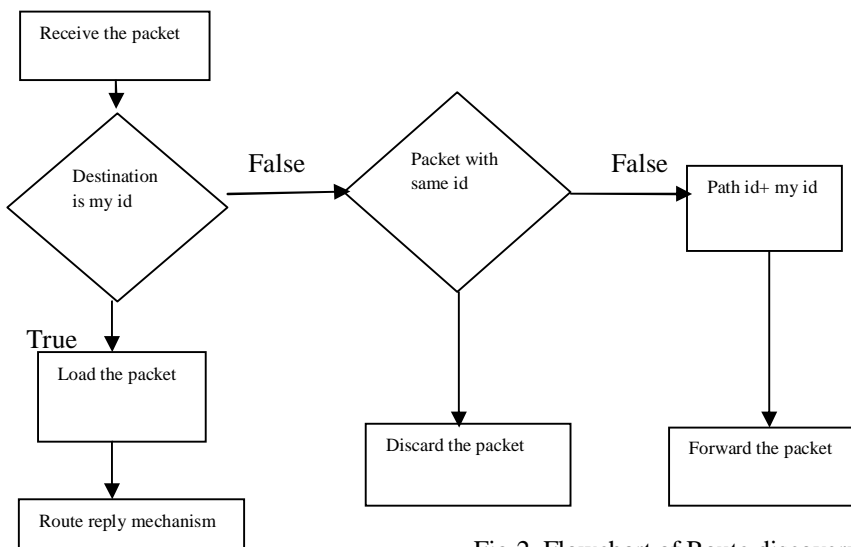 Receive the packet
Destination
is my id
False
Packet with
same id
False
Path id+ my id
True
Load the packet
Discard the packet
Forward the packet
Route reply mechanism
Fig 2. Flowchart of Route